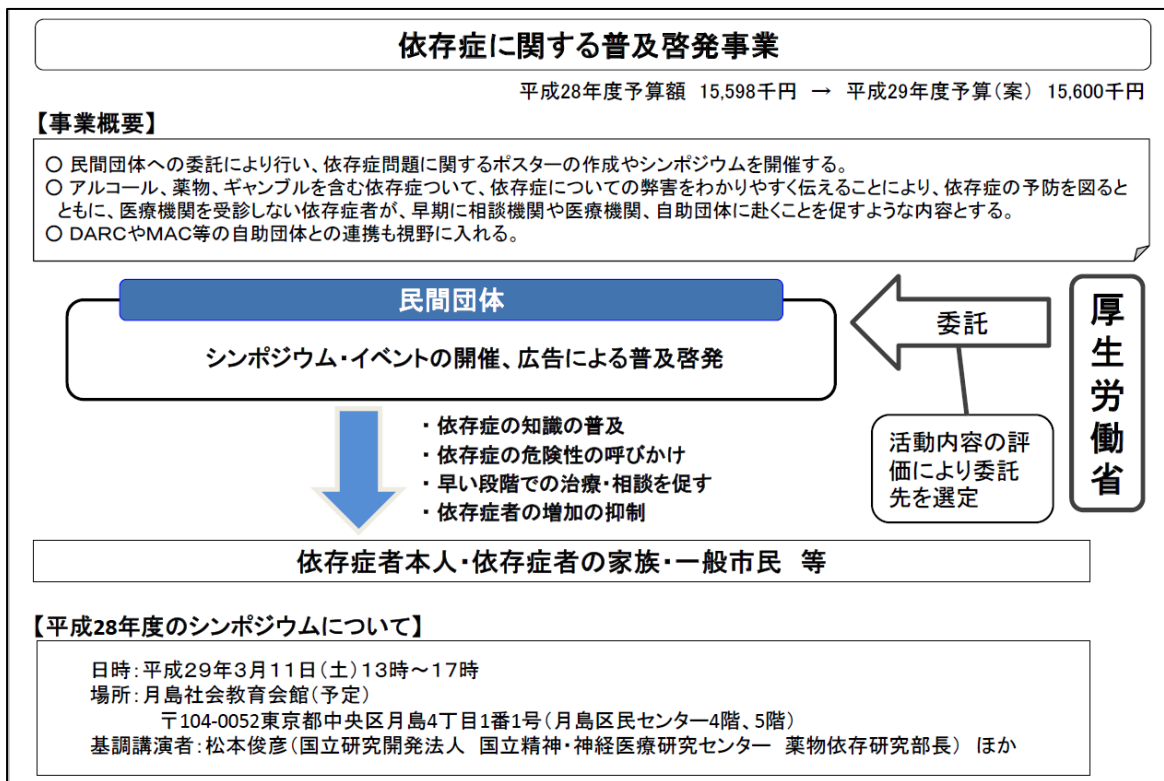 依存症に関する普及啓発事業
平成28年度予算額 15,598千円 → 平成29年度予算(案) 15,600千円
【事業概要】
○ 民間団体への委託により行い、依存症問題に関するポスターの作成やシンポジウムを開催する。
○ アルコール、薬物、ギャンブルを含む依存症ついて、依存症についての弊害をわかりやすく伝えることにより、依存症の予防を図ると
ともに、医療機関を受診しない依存症者が、早期に相談機関や医療機関、自助団体に赴くことを促すような内容とする。
○ DARCやMAC等の自助団体との連携も視野に入れる。
民間団体
シンポジウム・イベントの開催、広告による普及啓発
委託
厚生労働省
活動内容の評
価により委託
先を選定
・依存症の知識の普及
・依存症の危険性の呼びかけ
・早い段階での治療・相談を促す
・依存症者の増加の抑制
依存症者本人・依存症者の家族・一般市民 等
【平成28年度のシンポジウムについて】
日時:平成29年3月11日(土)13時~17時
場所:月島社会教育会館(予定)
〒104-0052東京都中央区月島4丁目1番1号(月島区民センター4階、5階)
基調講演者:松本俊彦(国立研究開発法人 国立精神・神経医療研究センター 薬物依存研究部長) ほか